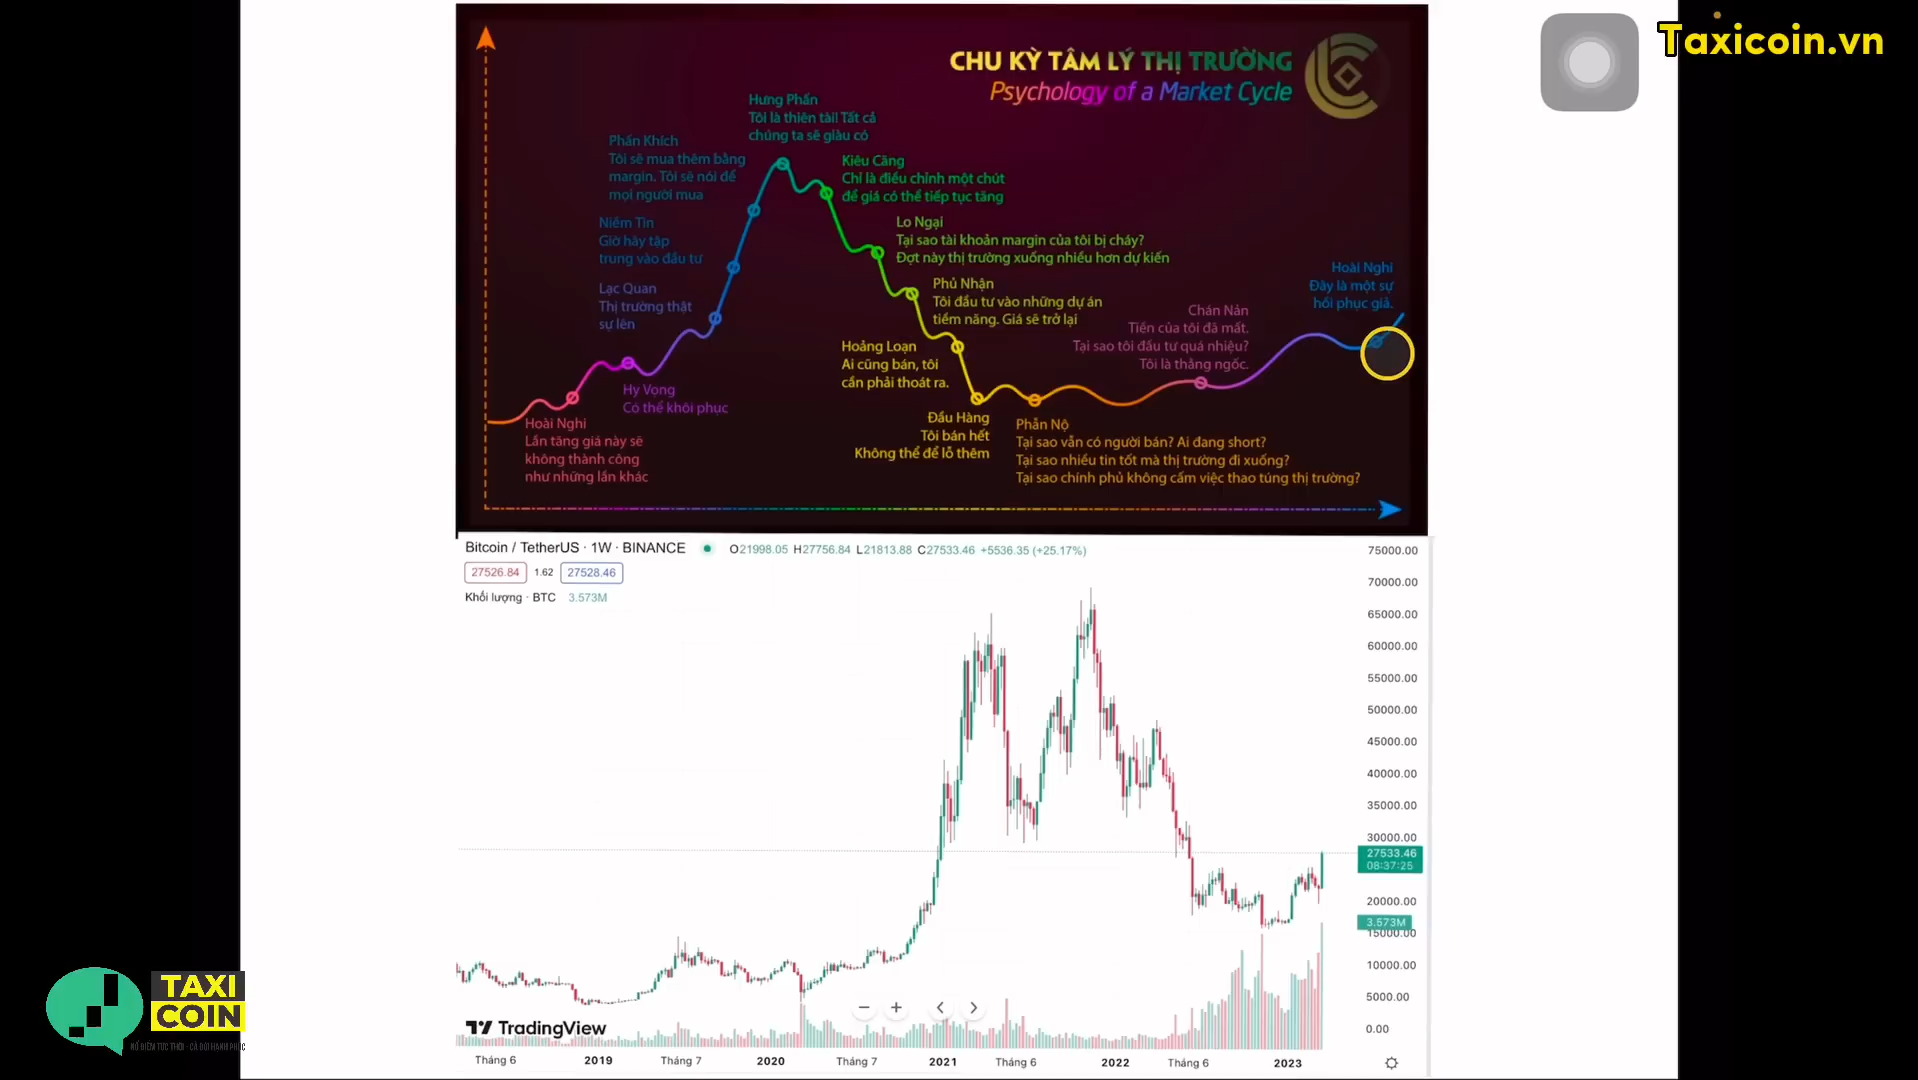 Taxicoin.vn
CHU KỲ TÂM LÝ THỊ TRƯỜNG
Psychology of a Market Cycle
Hưng Phấn
Tôi là thiên tài! Tất cả
chúng ta sẽ giàu có
Phấn Khích
Tôi sẽ mua thêm bằng
margin. Tôi sẽ nói để
mọi người mua
Kiêu Căng
Chỉ là điều chỉnh một chút
để giá có thể tiếp tục tăng
Niềm Tin
Giờ hãy tập
trung vào đầu tư
Lo Ngại
Tại sao tài khoản margin của tôi bị cháy?
Đợt này thị trường xuống nhiều hơn dự kiến
Lạc Quan
Thị trường thật
sự lên
Phủ Nhận
Tôi đầu tư vào những dự án
tiềm năng. Giá sẽ trở lại
Hoài Nghi
Đây là một sự
hồi phục giả.
Chán Nản
Tiền của tôi đã mất.
Tại sao tôi đầu tư quá nhiều?
Tôi là thằng ngốc.
Hoảng Loạn
Ai cũng bán, tôi
cần phải thoát ra.
Hy Vọng
Có thể khôi phục
Hoài Nghi
Lần tăng giá này sẽ
không thành công
như những lần khác
Đầu Hàng
Tôi bán hết
Không thể để lỗ thêm
Phẫn Nộ
Tại sao vẫn có người bán? Ai đang short?
Tại sao nhiều tin tốt mà thị trường đi xuống?
Tại sao chính phủ không cấm việc thao túng thị trường?
Bitcoin / TetherUS · 1W · BINANCE O21998.05 H27756.84 L21813.88 C27533.46 +5536.35 (+25.17%)
27526.84 1.62 27528.46
Khối lượng · BTC 3.573M
75000.00
70000.00
65000.00
60000.00
55000.00
50000.00
45000.00
40000.00
35000.00
30000.00
27533.46
08:37:25
20000.00
3.573M
15000.00
10000.00
5000.00
0.00
TradingView
Tháng 6 2019 Tháng 7 2020 Tháng 7 2021 Tháng 6 2022 Tháng 6 2023
TAXI
COIN